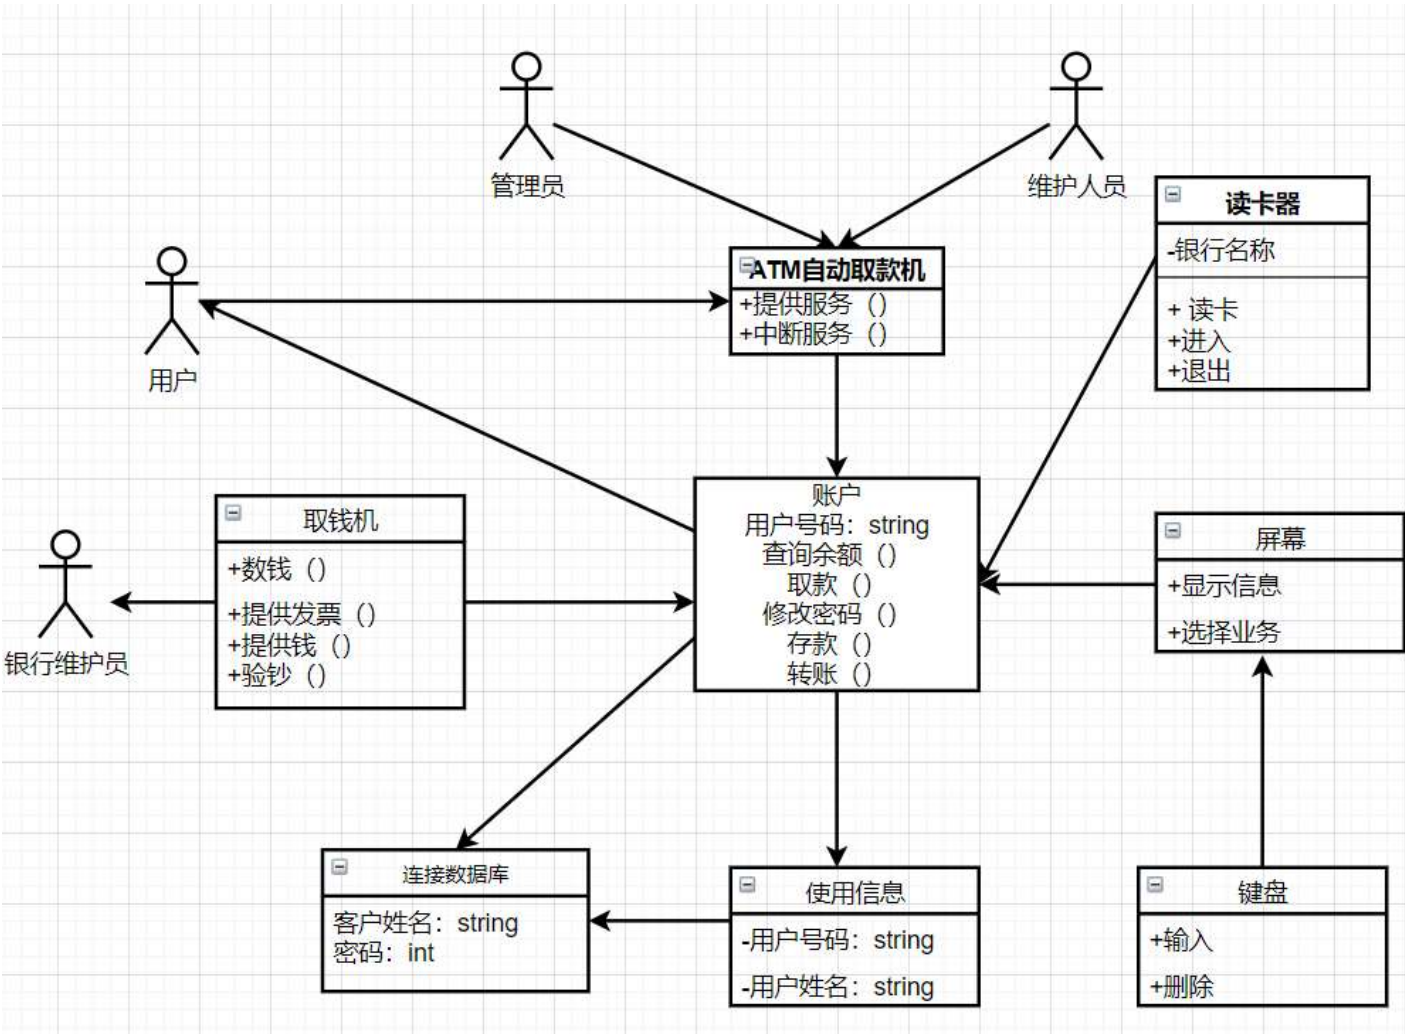 管理员
维护人员
读卡器
-银行名称
+ 读卡
+进入
+退出
ATM自动取款机
+提供服务（）
+中断服务（）
用户
账户
用户号码：string
查询余额（）
取款（）
修改密码（）
存款（）
转账（）
取钱机
+数钱（）
+提供发票（）
+提供钱（）
+验钞（）
银行维护员
屏幕
+显示信息
+选择业务
连接数据库
客户姓名：string
密码：int
使用信息
-用户号码：string
-用户姓名：string
键盘
+输入
+删除